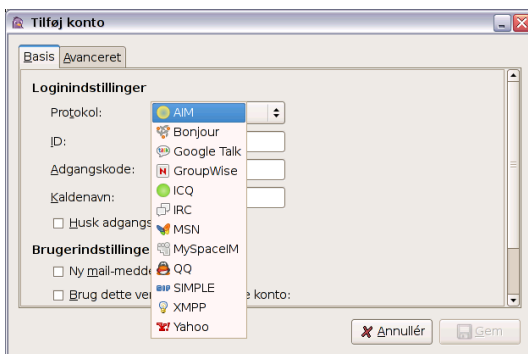 Tilføj konto
Basis Avanceret
Loginindstillinger
Protokol: AIM
Bonjour
ID:
Google Talk
Adgangskode: GroupWise
ICQ
Kaldenavn:
IRC
Husk adgangs
MSN
Brugerindstillinge MySpaceIM
Ny mail-medde QQ
SIMPLE
Brug dette ve e konto:
XMPP
Yahoo
Annullér Gem